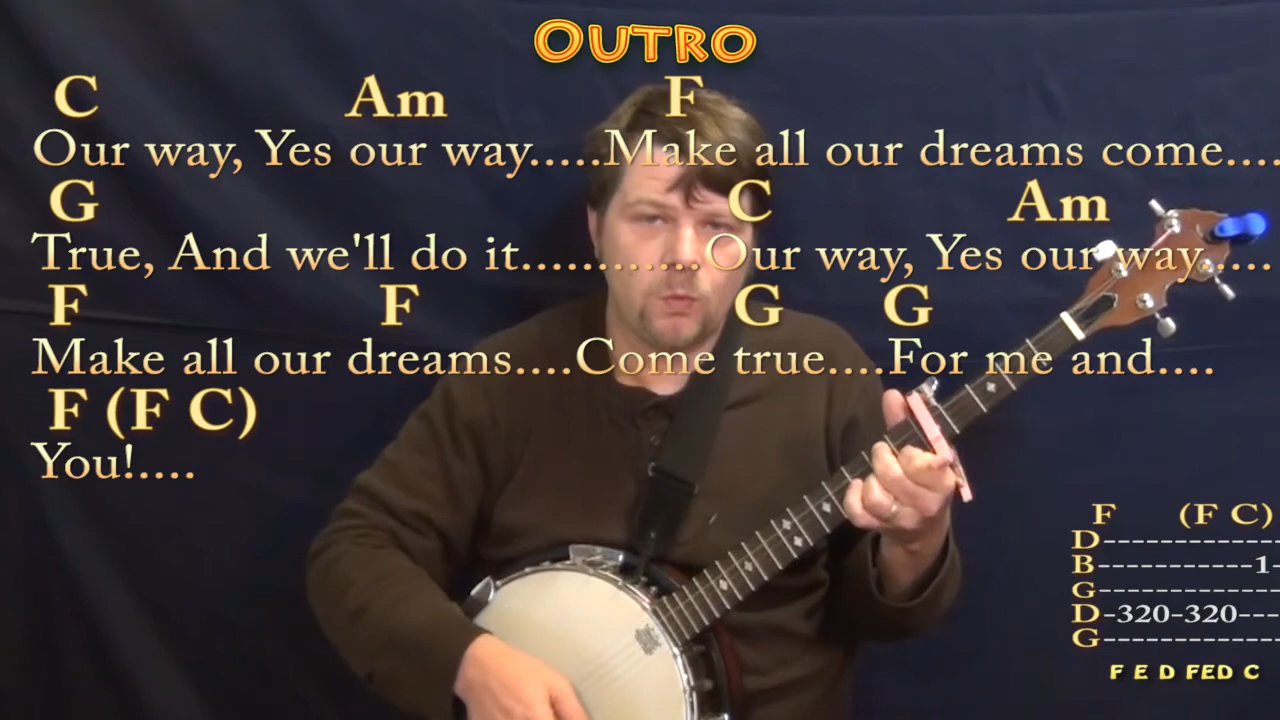 OUTRO
C Am F
Our way, Yes our way.....Make all our dreams come....
G C Am
True, And we'll do it............Our way, Yes our way.....
F F G G
Make all our dreams....Come true....For me and....
F (F C)
You!....
F (F C)
D-------------
B-----------1-
G-------------
D-320-320---
G-------------
F E D FED C